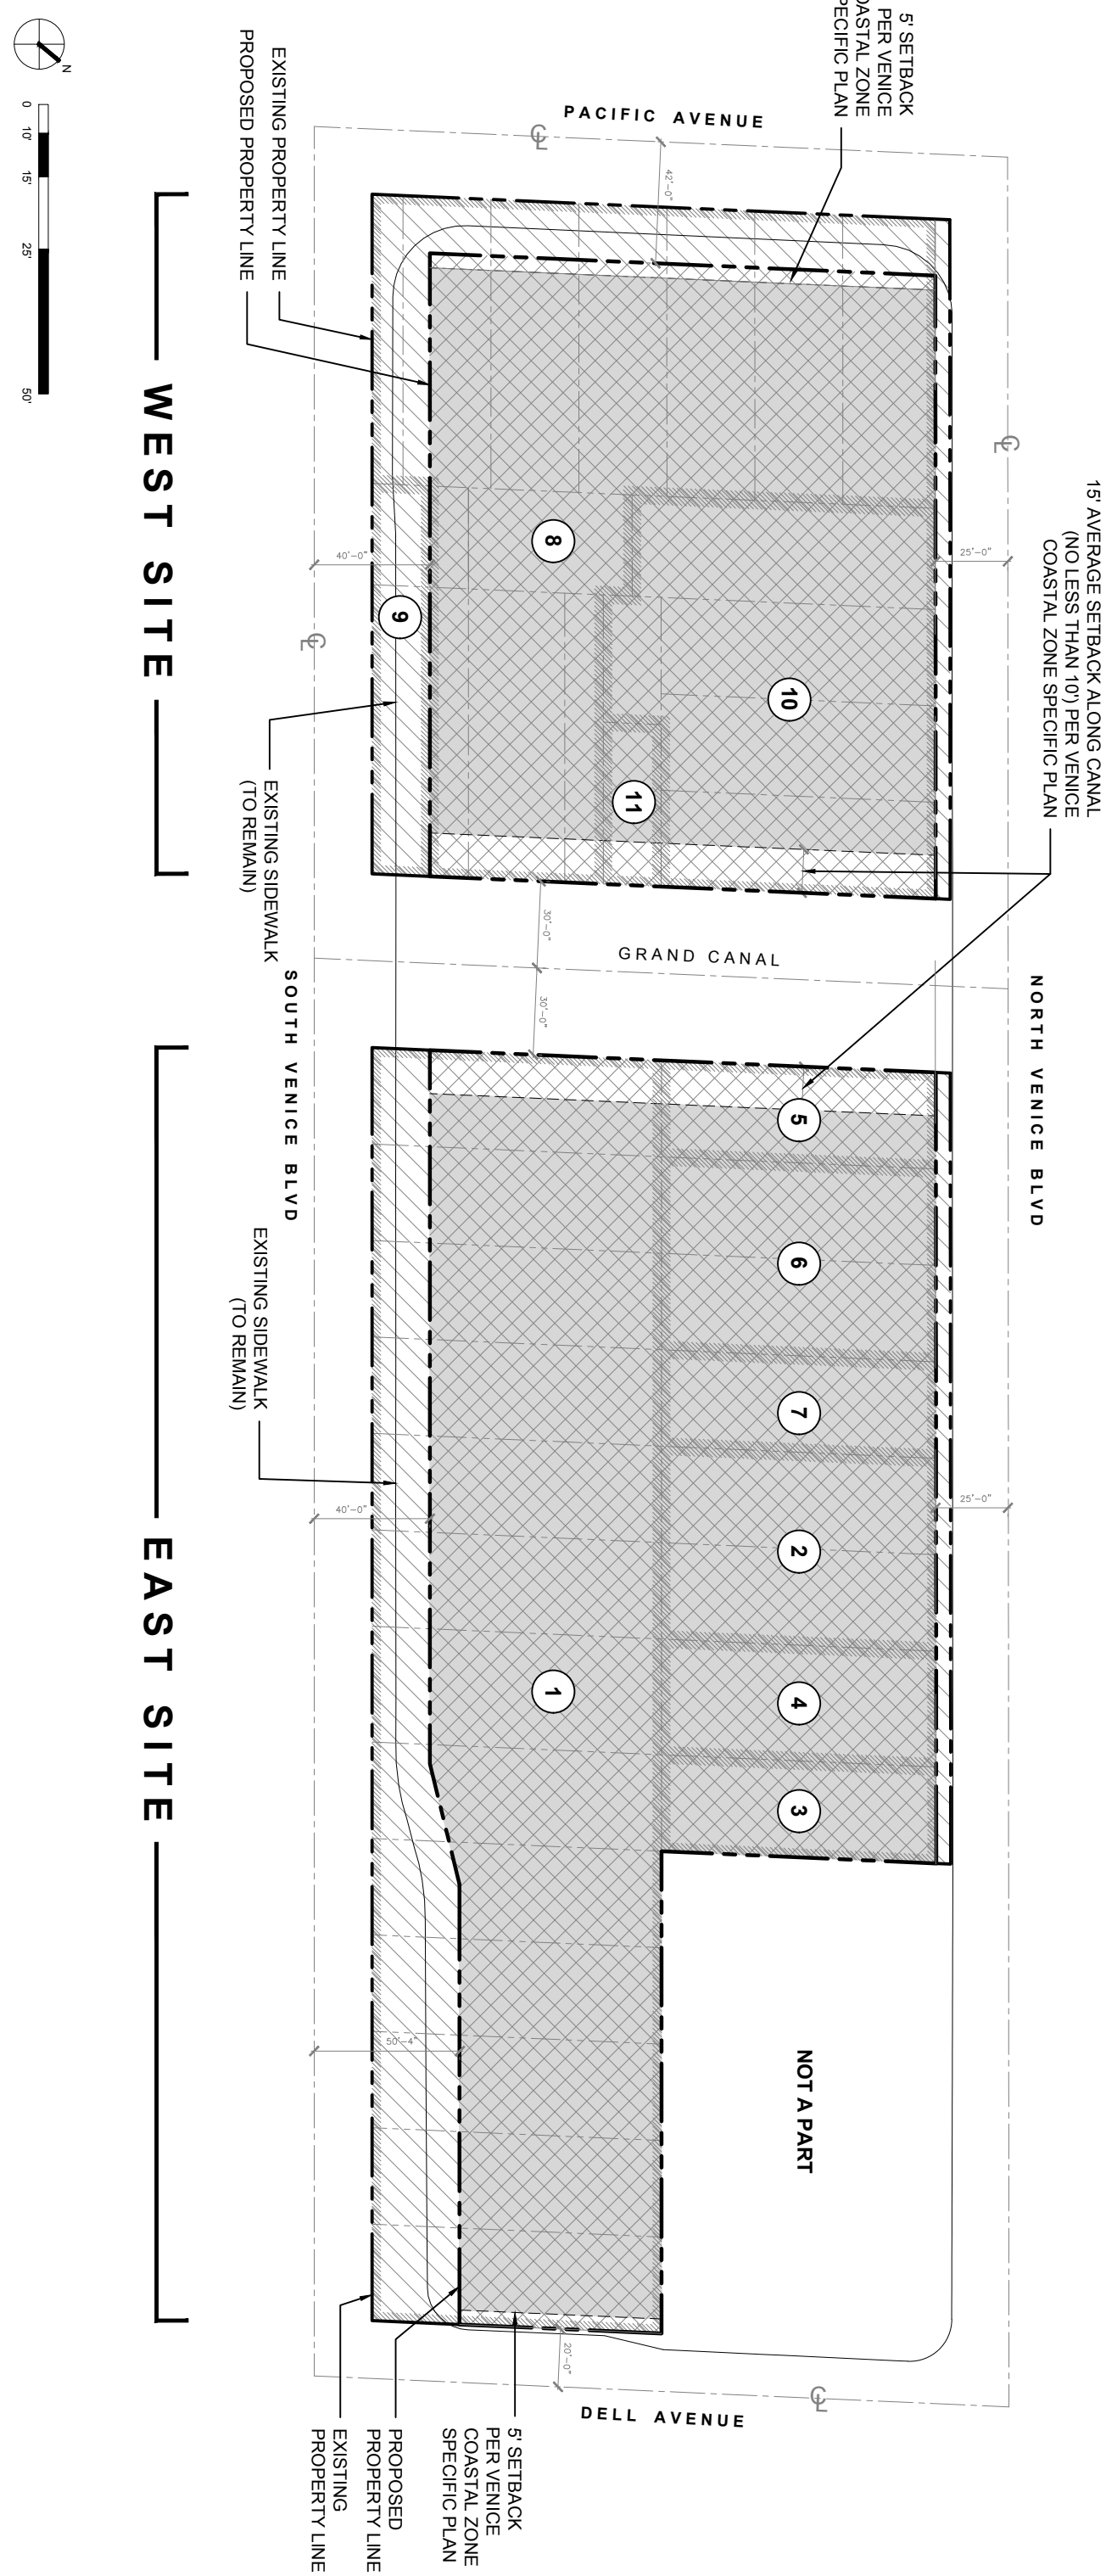 15' AVERAGE SETBACK ALONG CANAL
(NO LESS THAN 10') PER VENICE
COASTAL ZONE SPECIFIC PLAN
NORTH VENICE BLVD
CL
25'-0"
25'-0"
5' SETBACK
PER VENICE
COASTAL ZONE
SPECIFIC PLAN
PACIFIC AVENUE
CL
42'-0"
8
9
10
11
40'-0"
CL
30'-0"
GRAND CANAL
30'-0"
5
6
7
2
4
3
1
NOT A PART
40'-0"
50'-4"
20'-0"
CL
DELL AVENUE
5' SETBACK
PER VENICE
COASTAL ZONE
SPECIFIC PLAN
PROPOSED
PROPERTY LINE
EXISTING
PROPERTY LINE
EXISTING PROPERTY LINE
PROPOSED PROPERTY LINE
EXISTING SIDEWALK
(TO REMAIN)
SOUTH VENICE BLVD
EXISTING SIDEWALK
(TO REMAIN)
WEST SITE
EAST SITE
N
0 10' 15' 25' 50'